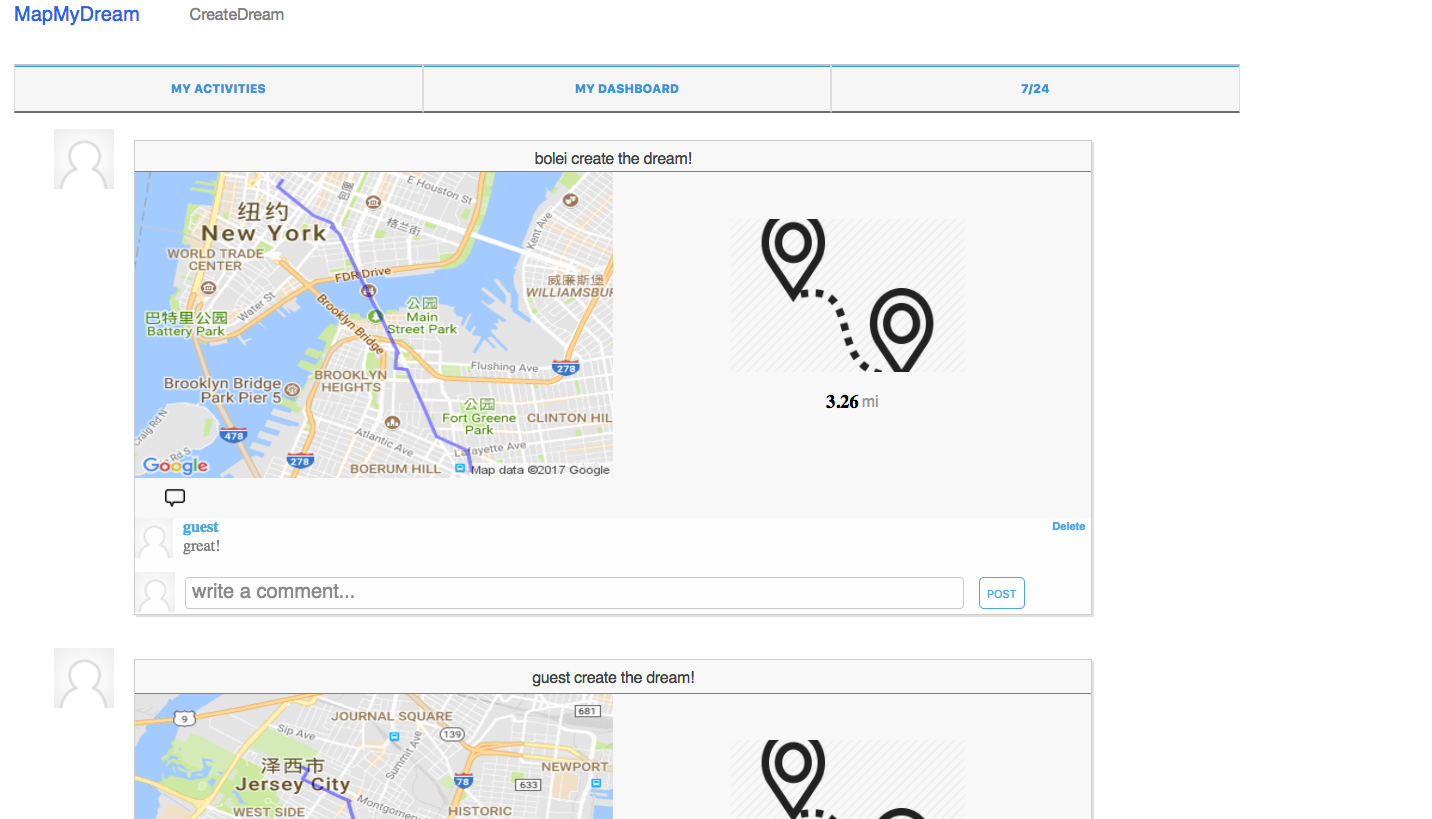 MapMyDream CreateDream
MY ACTIVITIES MY DASHBOARD 7/24
bolei create the dream!
E Houston St
包厘
纽约
New York
格兰街
Kent Ave
WORLD TRADE
CENTER
FDR Drive
威廉斯堡
WILLIAMSBUR
Water St
公园
Main
Street Park
巴特里公园
Battery Park
Brooklyn Bridge
Flushing Ave
278
BROOKLYN
HEIGHTS
Brooklyn Bridge
Park Pier 5
公园
Fort Greene
Park
CLINTON HIL
Craig Rd N
478
Rd S
Atlantic Ave
Lafayette Ave
278
BOERUM HILL
Google
Map data ©2017 Google
3.26 mi
guest
Delete
great!
write a comment...
POST
guest create the dream!
9
JOURNAL SQUARE
681
Sip Ave
139
Summit Ave
泽西市
Jersey City
NEWPORT
78
633
Montgomery
WEST SIDE
HISTORIC